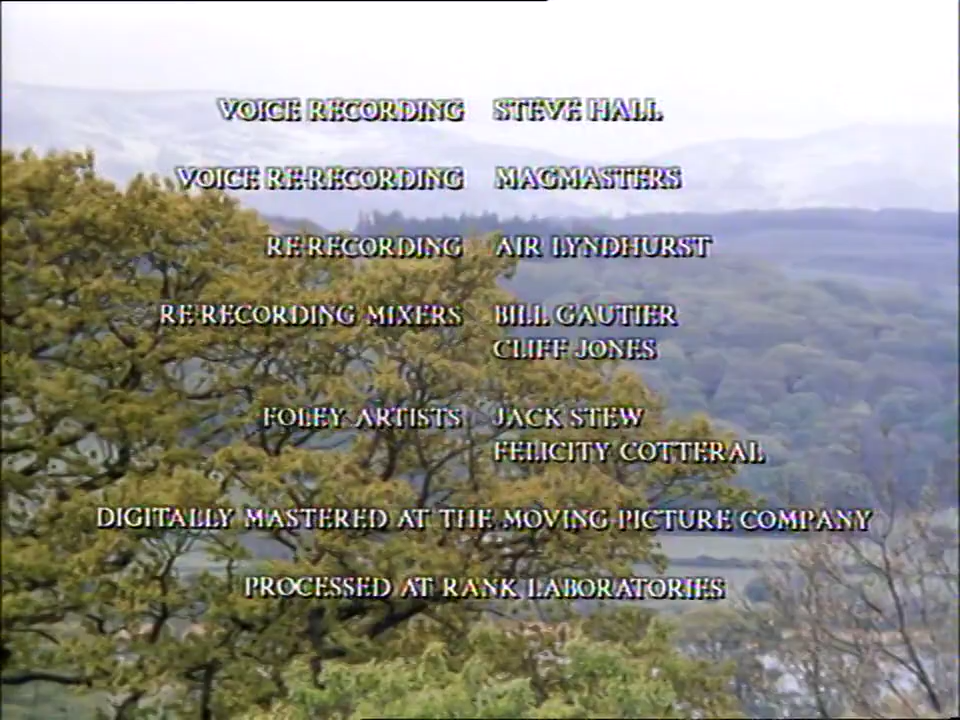 VOICE RECORDING STEVE HALL
VOICE RE-RECORDING MAGMASTERS
RE-RECORDING AIR LYNDHURST
RE-RECORDING MIXERS BILL GAUTIER
CLIFF JONES
FOLEY ARTISTS JACK STEW
FELICITY COTTERAL
DIGITALLY MASTERED AT THE MOVING PICTURE COMPANY
PROCESSED AT RANK LABORATORIES